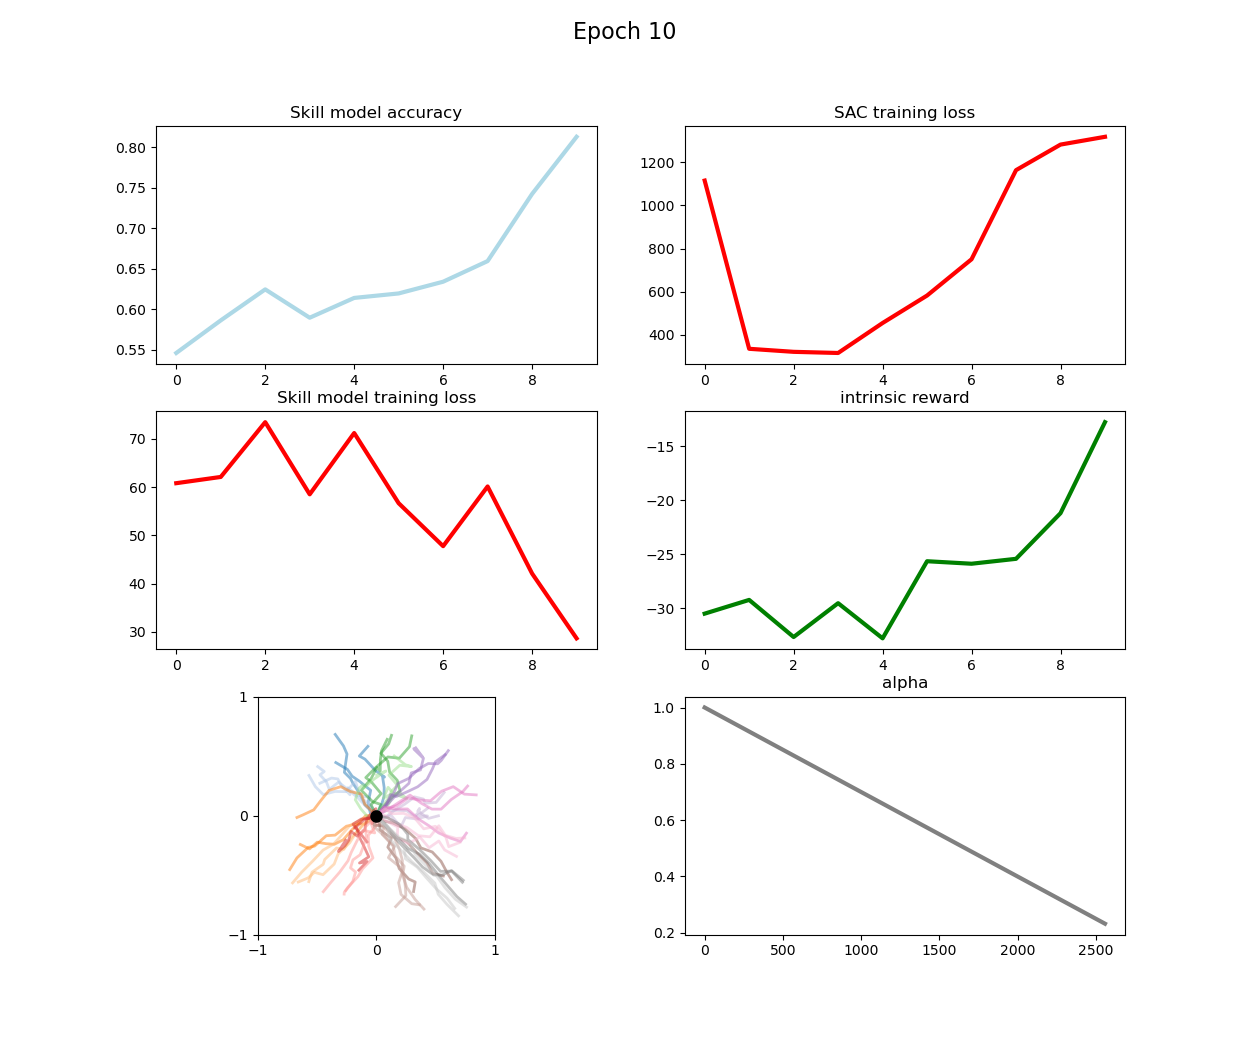 Epoch 10
Skill model accuracy
0.80
0.75
0.70
0.65
0.60
0.55
0 2 4 6 8
SAC training loss
1200
1000
800
600
400
0 2 4 6 8
Skill model training loss
70
60
50
40
30
0 2 4 6 8
intrinsic reward
−15
−20
−25
−30
0 2 4 6 8
1
0
−1
−1 0 1
alpha
1.0
0.8
0.6
0.4
0.2
0 500 1000 1500 2000 2500